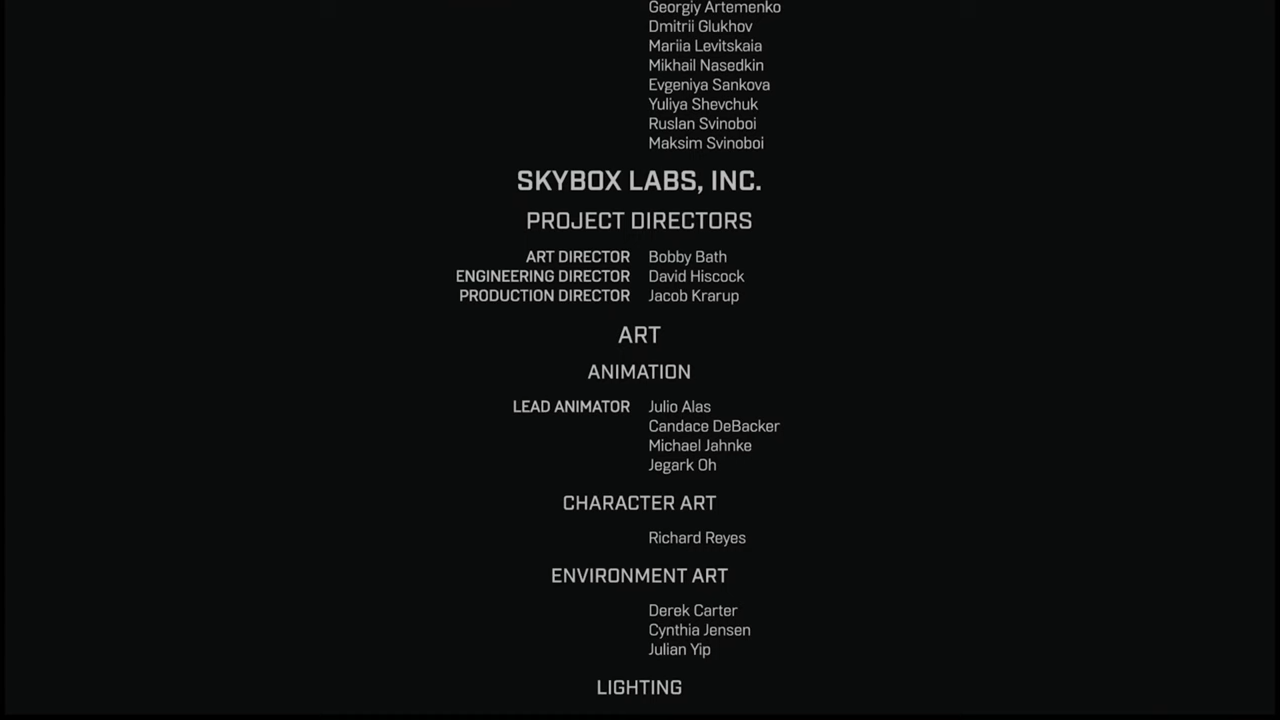 Georgiy Artemenko
Dmitrii Glukhov
Mariia Levitskaia
Mikhail Nasedkin
Evgeniya Sankova
Yuliya Shevchuk
Ruslan Svinoboi
Maksim Svinoboi
SKYBOX LABS, INC.
PROJECT DIRECTORS
ART DIRECTOR Bobby Bath
ENGINEERING DIRECTOR David Hiscock
PRODUCTION DIRECTOR Jacob Krarup
ART
ANIMATION
LEAD ANIMATOR Julio Alas
Candace DeBacker
Michael Jahnke
Jegark Oh
CHARACTER ART
Richard Reyes
ENVIRONMENT ART
Derek Carter
Cynthia Jensen
Julian Yip
LIGHTING